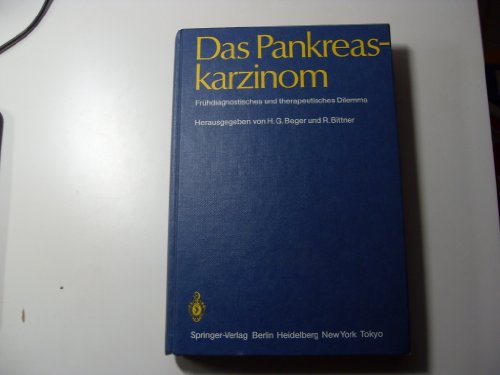 Das Pankreas-
karzinom
Frühdiagnostisches und therapeutisches Dilemma
Herausgegeben von H.G. Beger und R. Bittner
Springer-Verlag Berlin Heidelberg New York Tokyo